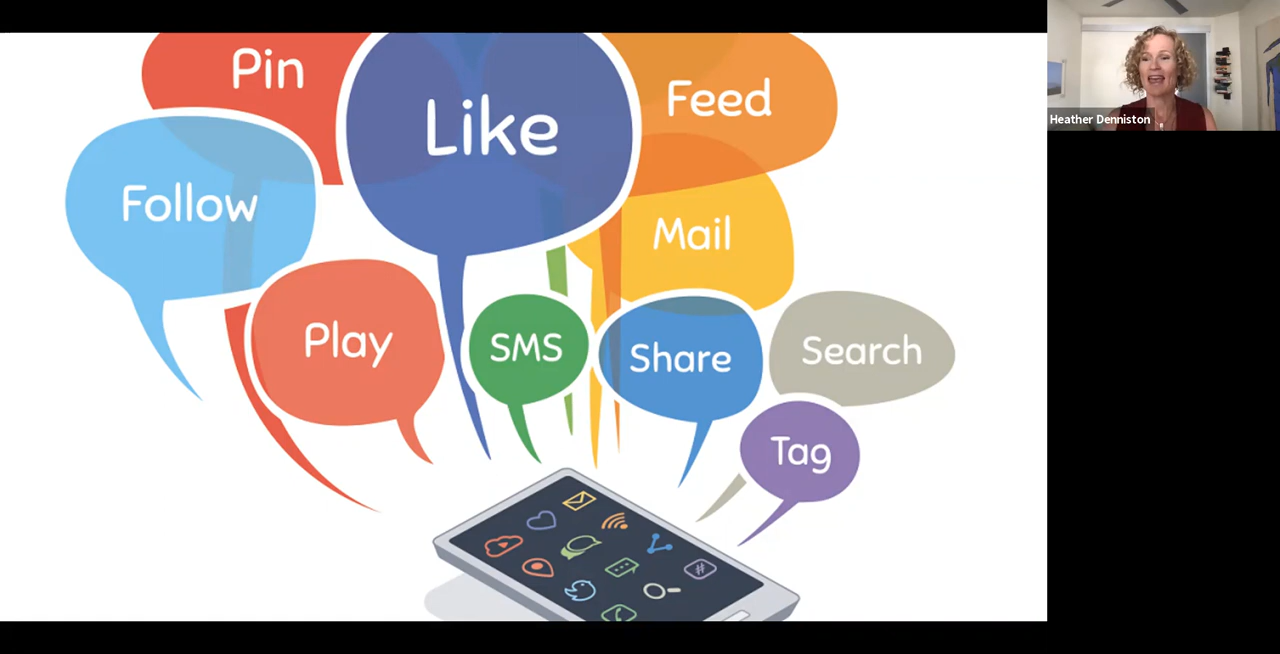 Pin
Like
Feed
Follow
Mail
Play
SMS
Share
Search
Tag
#
Heather Denniston